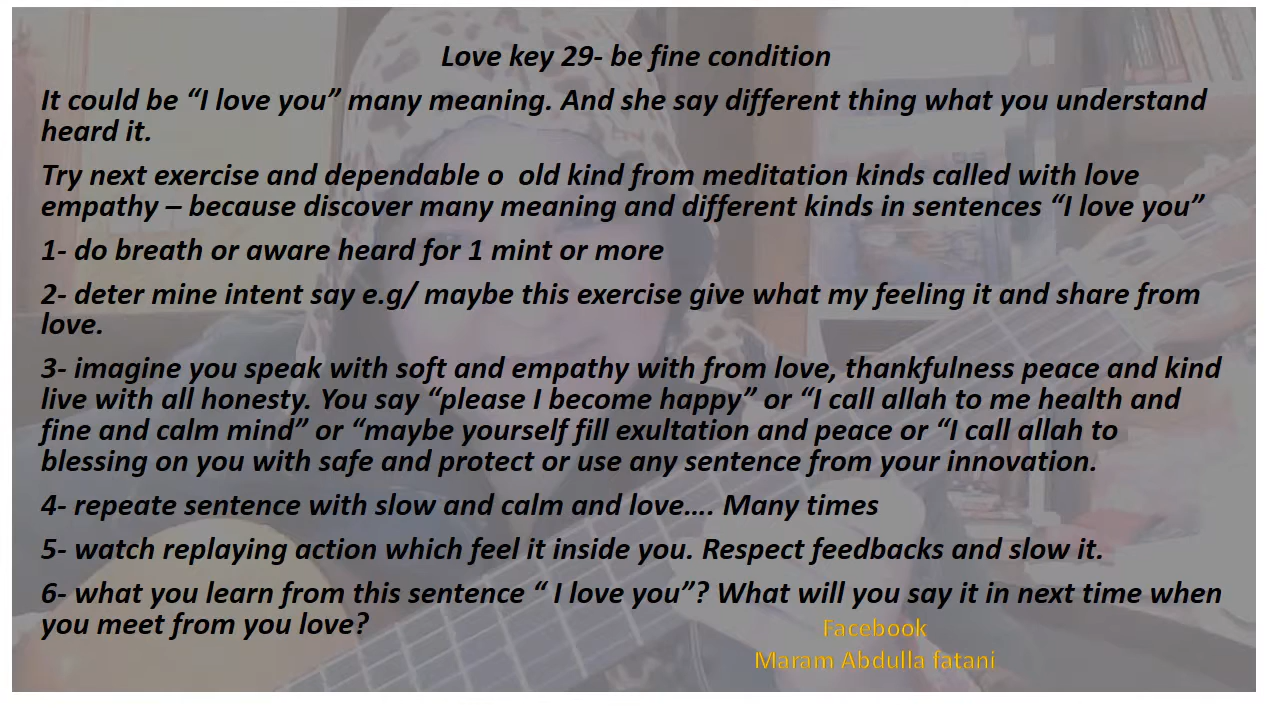 Love key 29- be fine condition
It could be “I love you” many meaning. And she say different thing what you understand
heard it.
Try next exercise and dependable o  old kind from meditation kinds called with love
empathy – because discover many meaning and different kinds in sentences “I love you”
1- do breath or aware heard for 1 mint or more
2- deter mine intent say e.g/ maybe this exercise give what my feeling it and share from
love.
3- imagine you speak with soft and empathy with from love, thankfulness peace and kind
live with all honesty. You say “please I become happy” or “I call allah to me health and
fine and calm mind” or “maybe yourself fill exultation and peace or “I call allah to
blessing on you with safe and protect or use any sentence from your innovation.
4- repeate sentence with slow and calm and love…. Many times
5- watch replaying action which feel it inside you. Respect feedbacks and slow it.
6- what you learn from this sentence “ I love you”? What will you say it in next time when
you meet from you love?
Facebook
Maram Abdulla fatani